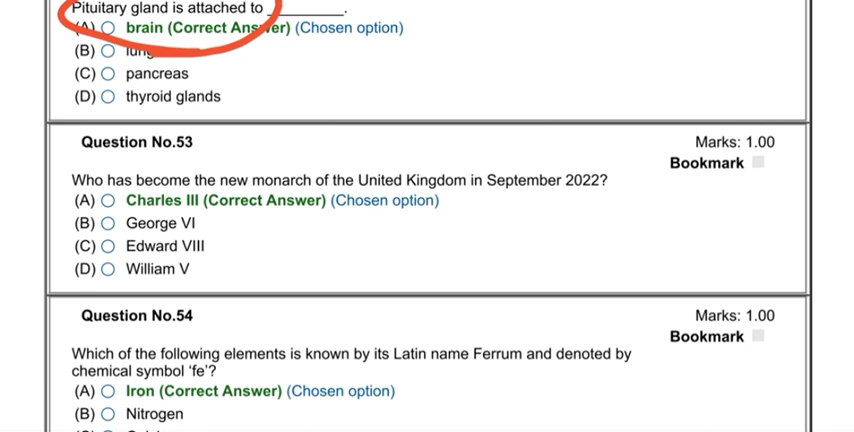 Pituitary gland is attached to _________.
(A) brain (Correct Answer) (Chosen option)
(B) lung
(C) pancreas
(D) thyroid glands
Question No.53 Marks: 1.00
Bookmark
Who has become the new monarch of the United Kingdom in September 2022?
(A) Charles III (Correct Answer) (Chosen option)
(B) George VI
(C) Edward VIII
(D) William V
Question No.54 Marks: 1.00
Bookmark
Which of the following elements is known by its Latin name Ferrum and denoted by
chemical symbol ‘fe’?
(A) Iron (Correct Answer) (Chosen option)
(B) Nitrogen